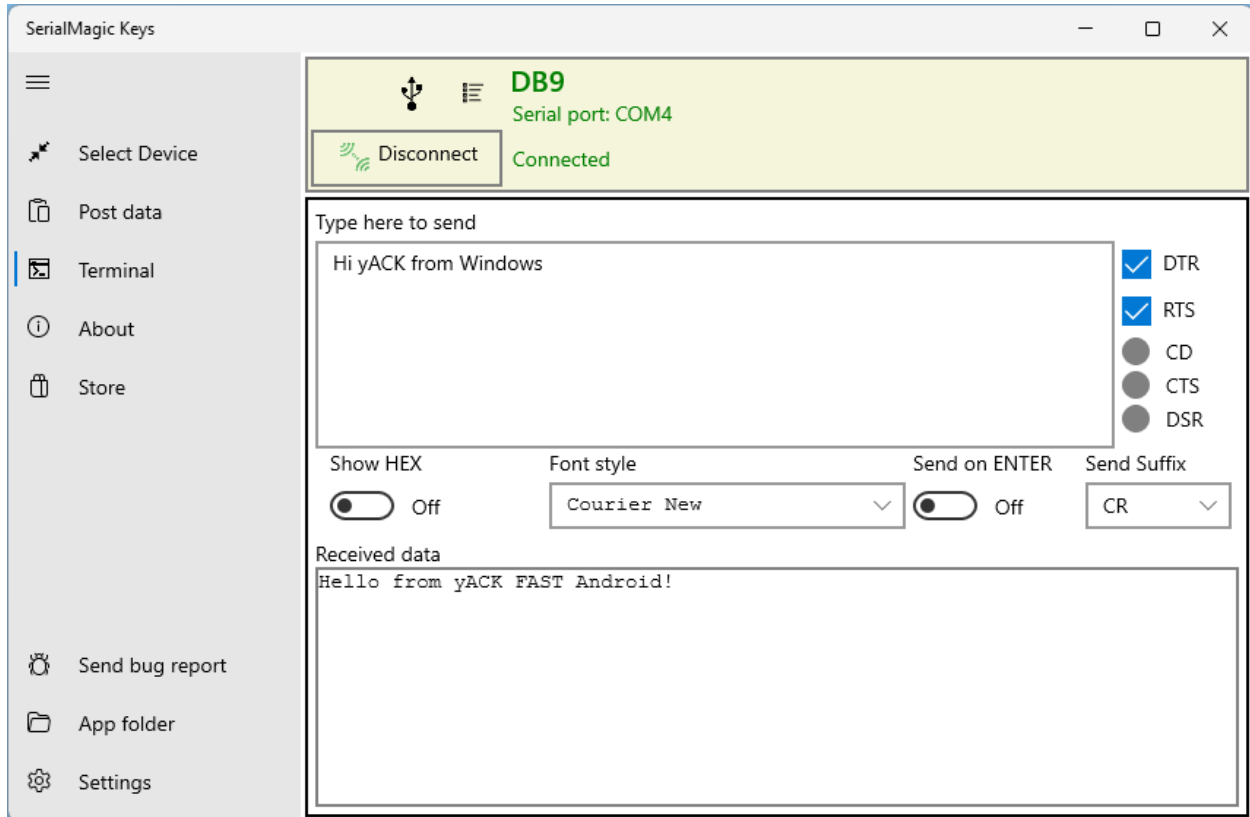 SerialMagic Keys
Select Device
Post data
Terminal
About
Store
Send bug report
App folder
Settings
DB9
Serial port: COM4
Disconnect
Connected
Type here to send
Hi yACK from Windows
DTR
RTS
CD
CTS
DSR
Show HEX
Font style
Send on ENTER
Send Suffix
Off
Courier New
Off
CR
Received data
Hello from yACK FAST Android!